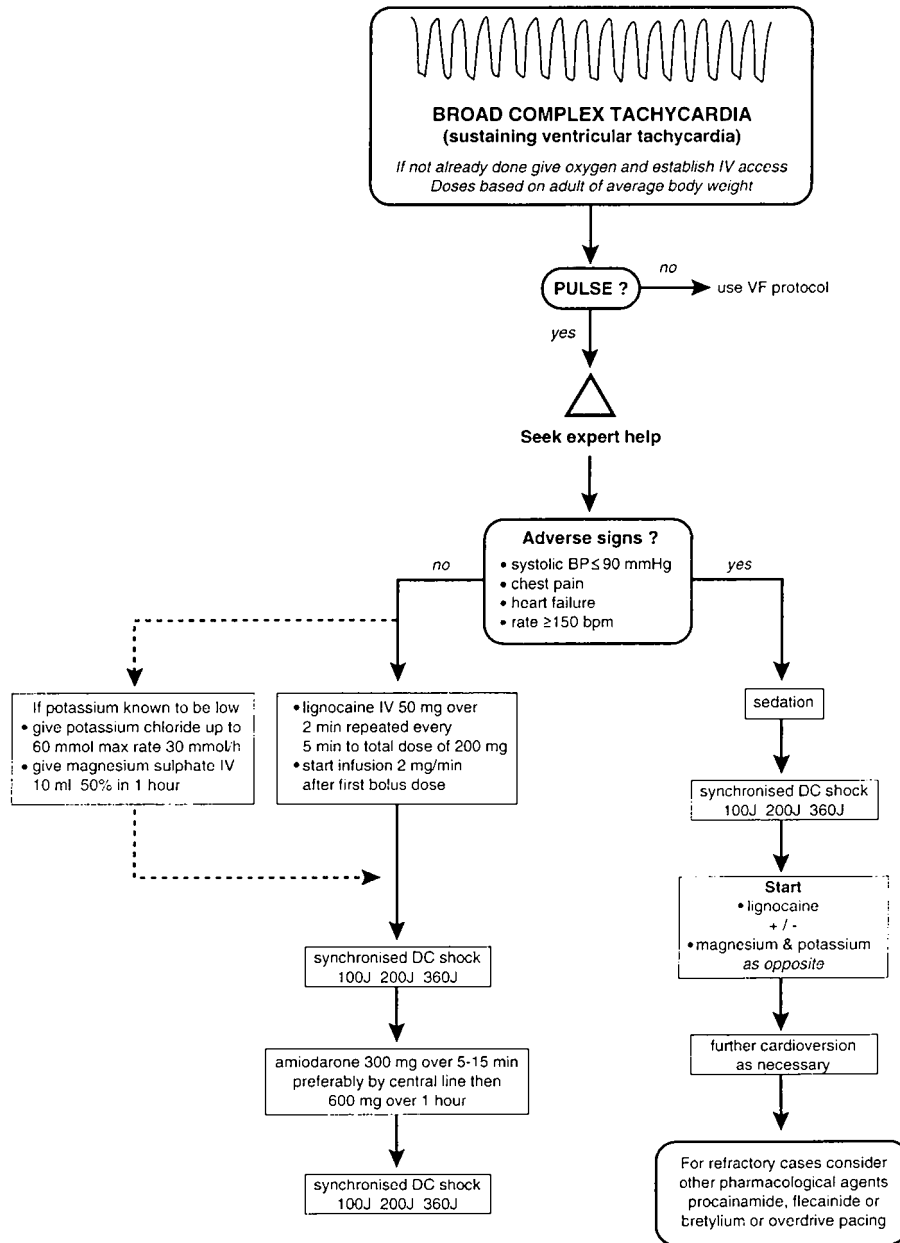 BROAD COMPLEX TACHYCARDIA
(sustaining ventricular tachycardia)
If not already done give oxygen and establish IV access
Doses based on adult of average body weight
PULSE ?
no
use VF protocol
yes
Seek expert help
Adverse signs ?
• systolic BP≤90 mmHg
• chest pain
• heart failure
• rate ≥150 bpm
no
yes
If potassium known to be low
• give potassium chloride up to
60 mmol max rate 30 mmol/h
• give magnesium sulphate IV
10 ml 50% in 1 hour
• lignocaine IV 50 mg over
2 min repeated every
5 min to total dose of 200 mg
• start infusion 2 mg/min
after first bolus dose
synchronised DC shock
100J 200J 360J
amiodarone 300 mg over 5-15 min
preferably by central line then
600 mg over 1 hour
synchronised DC shock
100J 200J 360J
sedation
synchronised DC shock
100J 200J 360J
Start
• lignocaine
+ / -
• magnesium & potassium
as opposite
further cardioversion
as necessary
For refractory cases consider
other pharmacological agents
procainamide, flecainide or
bretylium or overdrive pacing